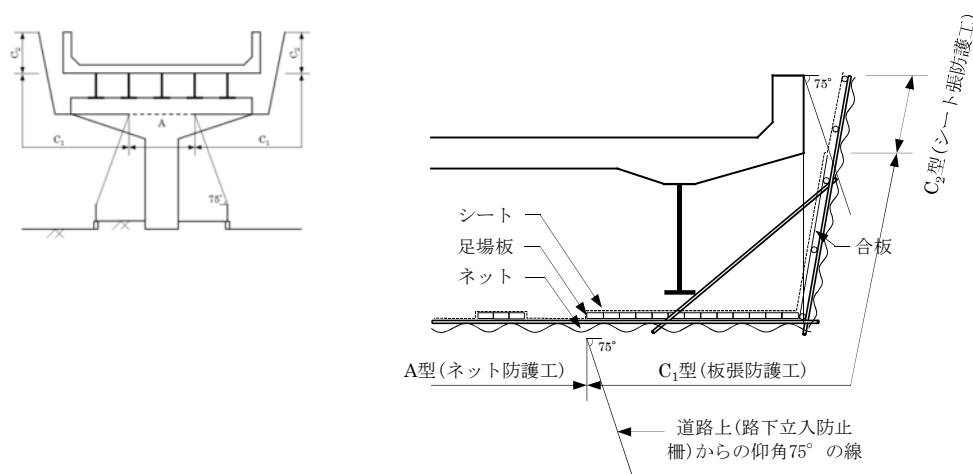 C₂
C₂
A
C₁
C₁
75°
75°
C₂型(シート張防護工)
シート
足場板
ネット
合板
75°
A型(ネット防護工)
C₁型(板張防護工)
道路上(路下立入防止
柵)からの仰角75°の線